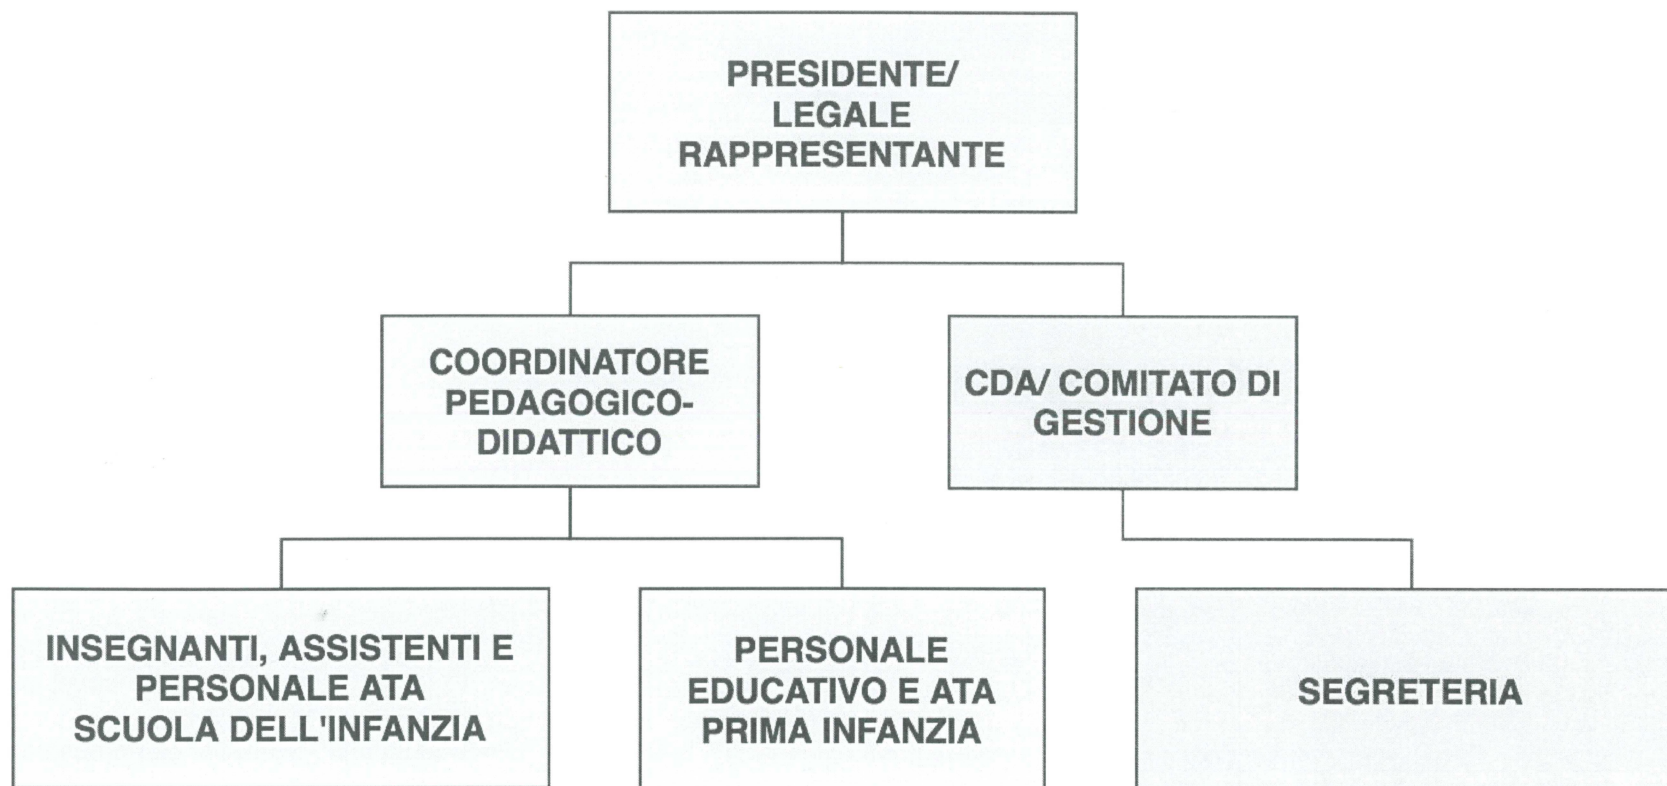 PRESIDENTE/
LEGALE
RAPPRESENTANTE
COORDINATORE
PEDAGOGICO-
DIDATTICO
CDA/ COMITATO DI
GESTIONE
INSEGNANTI, ASSISTENTI E
PERSONALE ATA
SCUOLA DELL'INFANZIA
PERSONALE
EDUCATIVO E ATA
PRIMA INFANZIA
SEGRETERIA